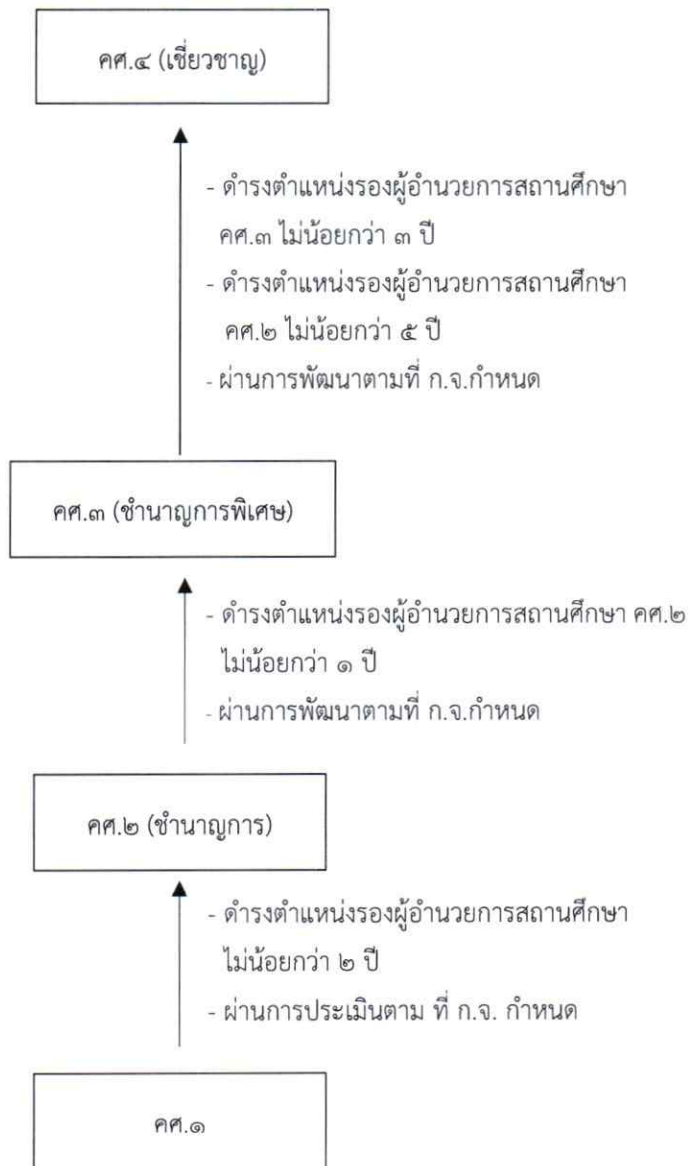 คศ.๔ (เชี่ยวชาญ)
- ดำรงตำแหน่งรองผู้อำนวยการสถานศึกษา
คศ.๓ ไม่น้อยกว่า ๓ ปี
- ดำรงตำแหน่งรองผู้อำนวยการสถานศึกษา
คศ.๒ ไม่น้อยกว่า ๕ ปี
- ผ่านการพัฒนาตามที่ ก.จ.กำหนด
คศ.๓ (ชำนาญการพิเศษ)
- ดำรงตำแหน่งรองผู้อำนวยการสถานศึกษา คศ.๒
ไม่น้อยกว่า ๑ ปี
- ผ่านการพัฒนาตามที่ ก.จ.กำหนด
คศ.๒ (ชำนาญการ)
- ดำรงตำแหน่งรองผู้อำนวยการสถานศึกษา
ไม่น้อยกว่า ๒ ปี
- ผ่านการประเมินตาม ที่ ก.จ. กำหนด
คศ.๑